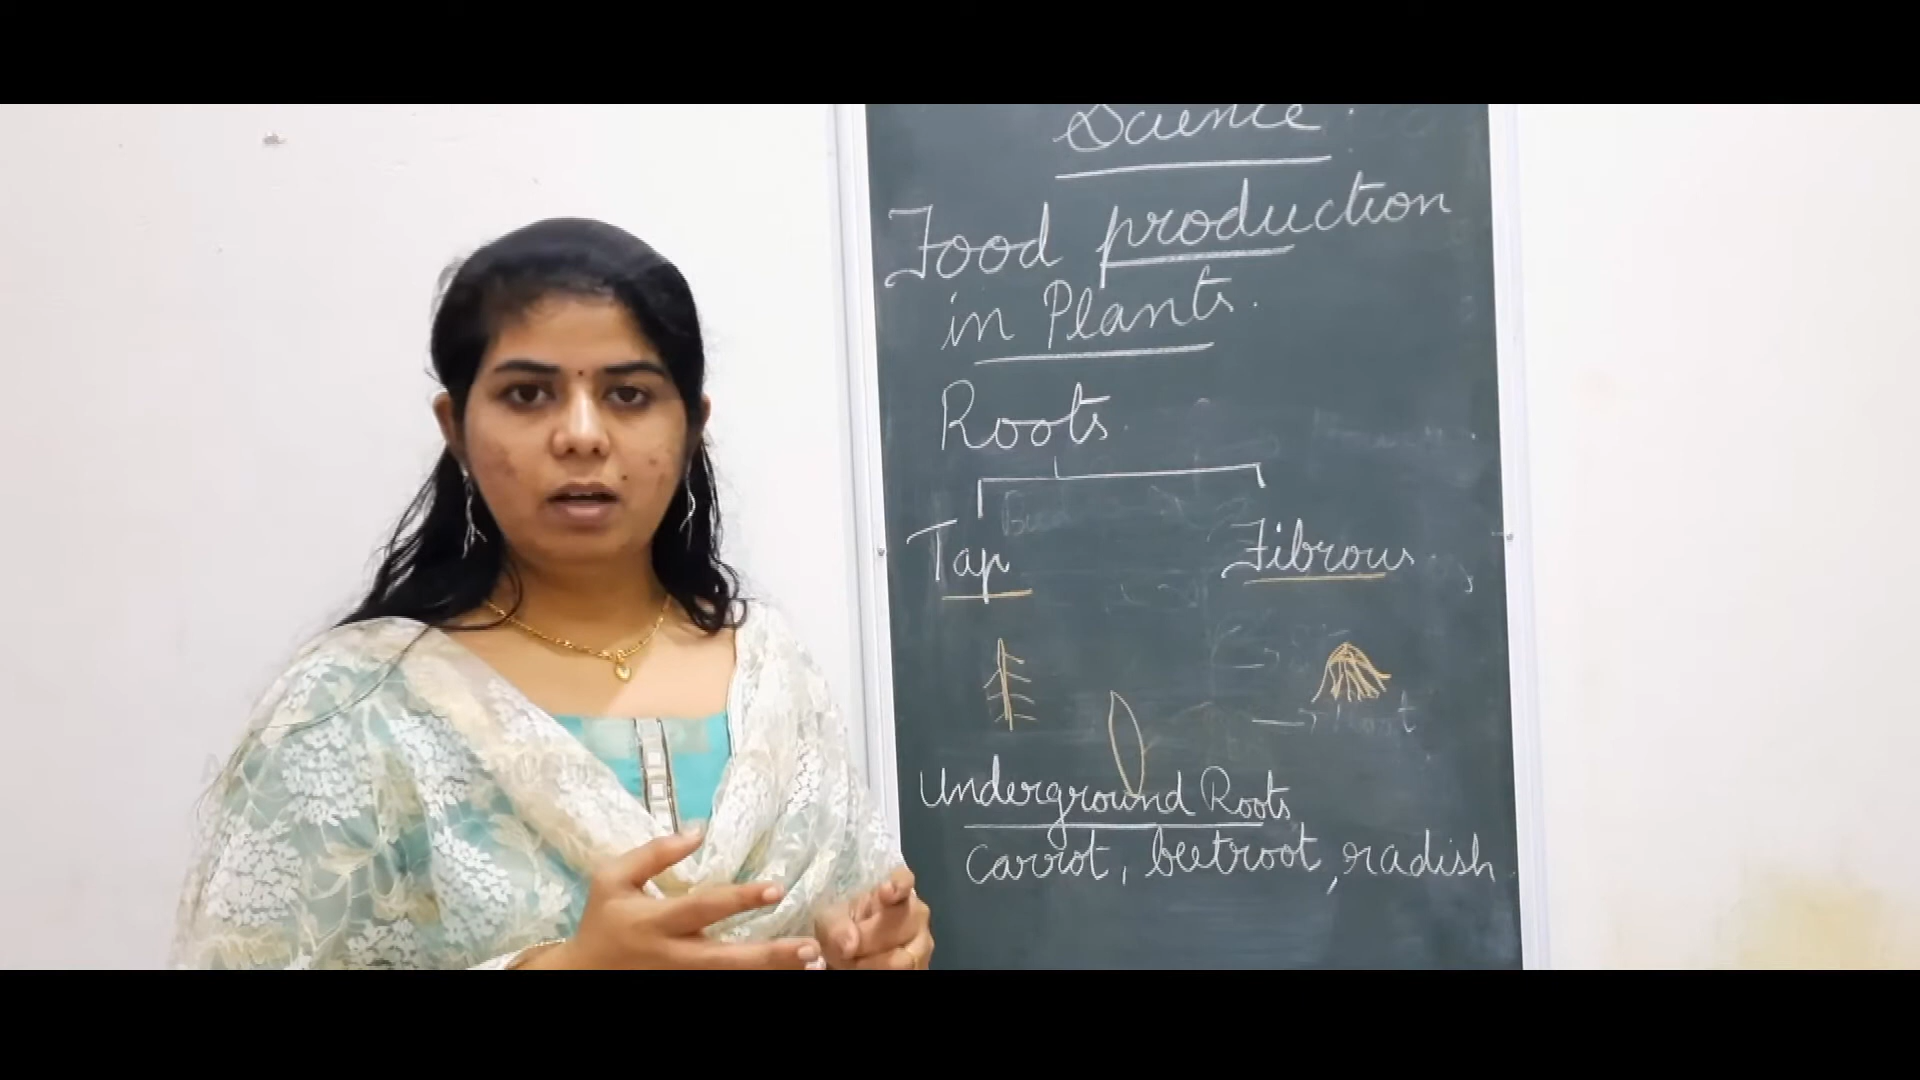 Science.
Food production
in Plants.
Roots
Tap
Fibrous
Underground Roots
carrot, beetroot, radish